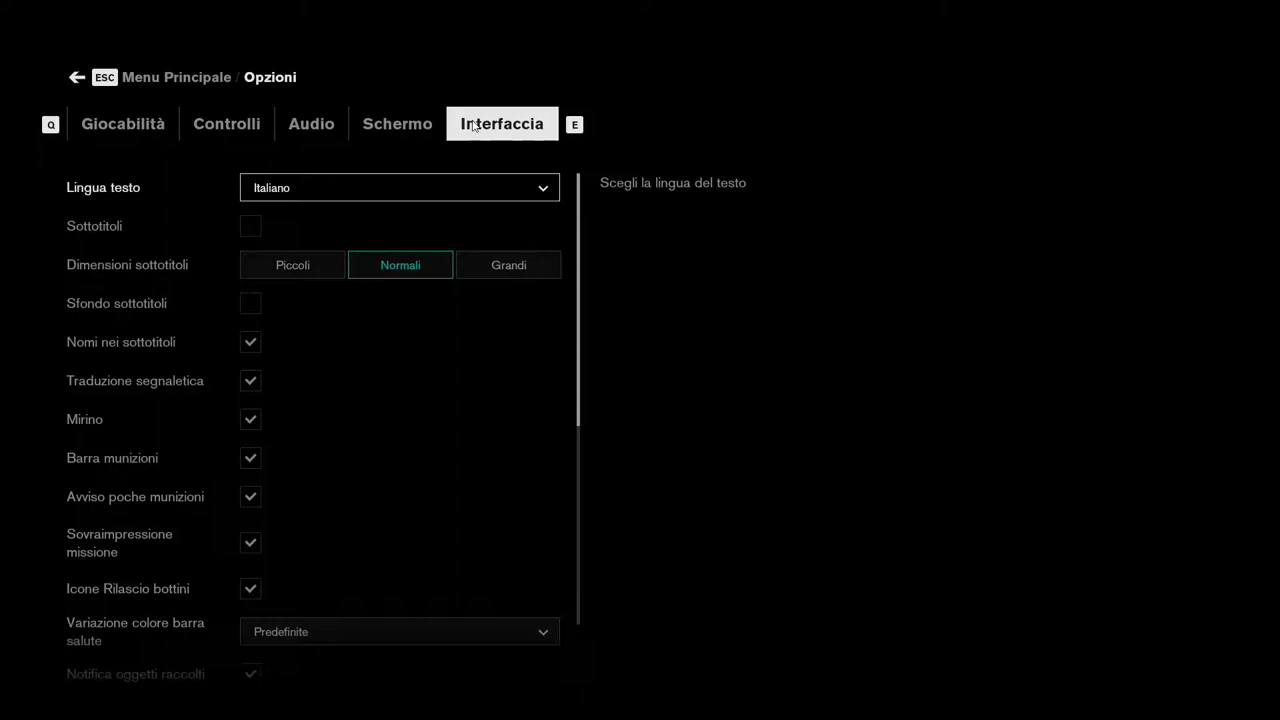 ESC Menu Principale / Opzioni
Q Giocabilità Controlli Audio Schermo Interfaccia E
Lingua testo Italiano Scegli la lingua del testo
Sottotitoli
Dimensioni sottotitoli Piccoli Normali Grandi
Sfondo sottotitoli
Nomi nei sottotitoli
Traduzione segnaletica
Mirino
Barra munizioni
Avviso poche munizioni
Sovraimpressione
missione
Icone Rilascio bottini
Variazione colore barra
salute Predefinite
Notifica oggetti raccolti